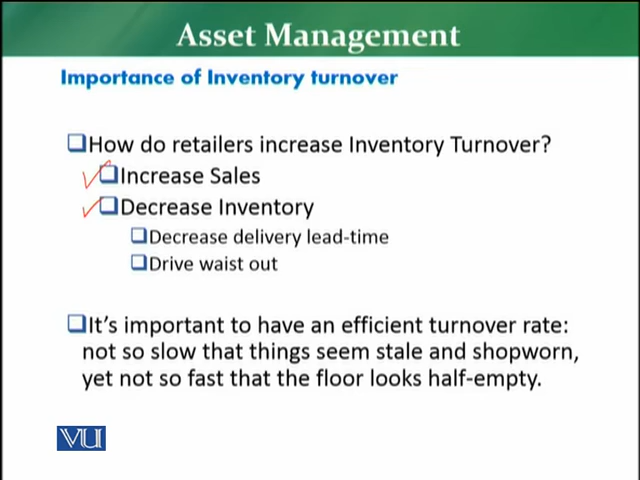 Asset Management
Importance of Inventory turnover
How do retailers increase Inventory Turnover?
Increase Sales
Decrease Inventory
Decrease delivery lead-time
Drive waist out
It's important to have an efficient turnover rate:
not so slow that things seem stale and shopworn,
yet not so fast that the floor looks half-empty.
VU